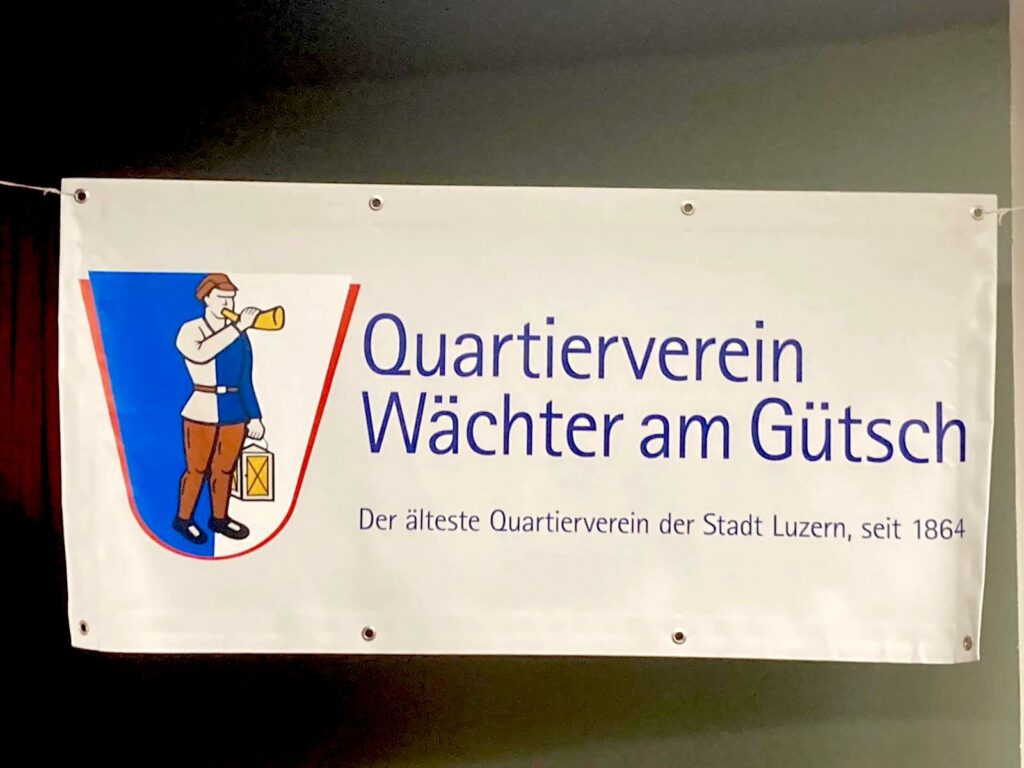 Quartierverein
Wächter am Gütsch
Der älteste Quartierverein der Stadt Luzern, seit 1864